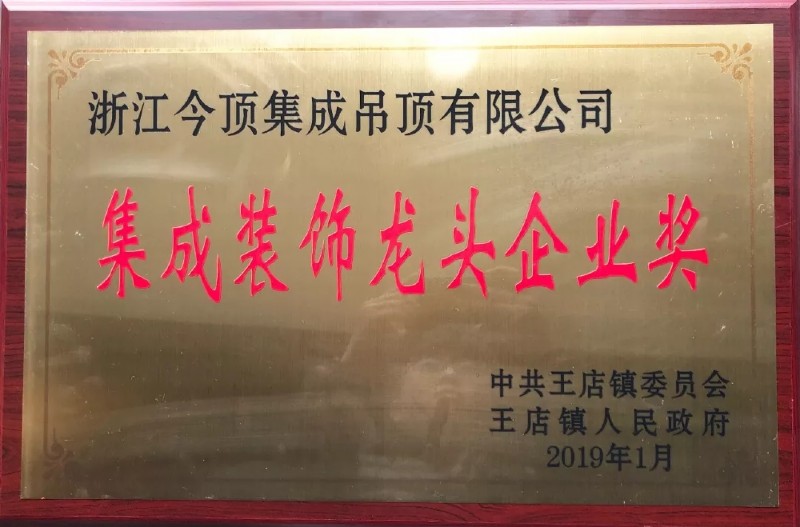 浙江今顶集成吊顶有限公司
集成装饰龙头企业奖
中共王店镇委员会
王店镇人民政府
2019年1月